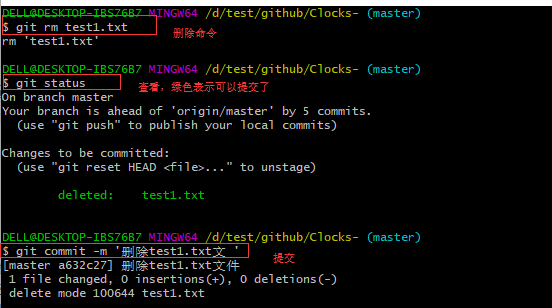 DELL@DESKTOP-IBS76B7 MINGW64 /d/test/github/Clocks- (master)
$ git rm test1.txt 删除命令
rm 'test1.txt'
DELL@DESKTOP-IBS76B7 MINGW64 /d/test/github/Clocks- (master)
$ git status 查看，绿色表示可以提交了
On branch master
Your branch is ahead of 'origin/master' by 5 commits.
(use "git push" to publish your local commits)
Changes to be committed:
(use "git reset HEAD <file>..." to unstage)
deleted: test1.txt
DELL@DESKTOP-IBS76B7 MINGW64 /d/test/github/Clocks- (master)
$ git commit -m '删除test1.txt文 ' 提交
[master a632c27] 删除test1.txt文件
1 file changed, 0 insertions(+), 0 deletions(-)
delete mode 100644 test1.txt